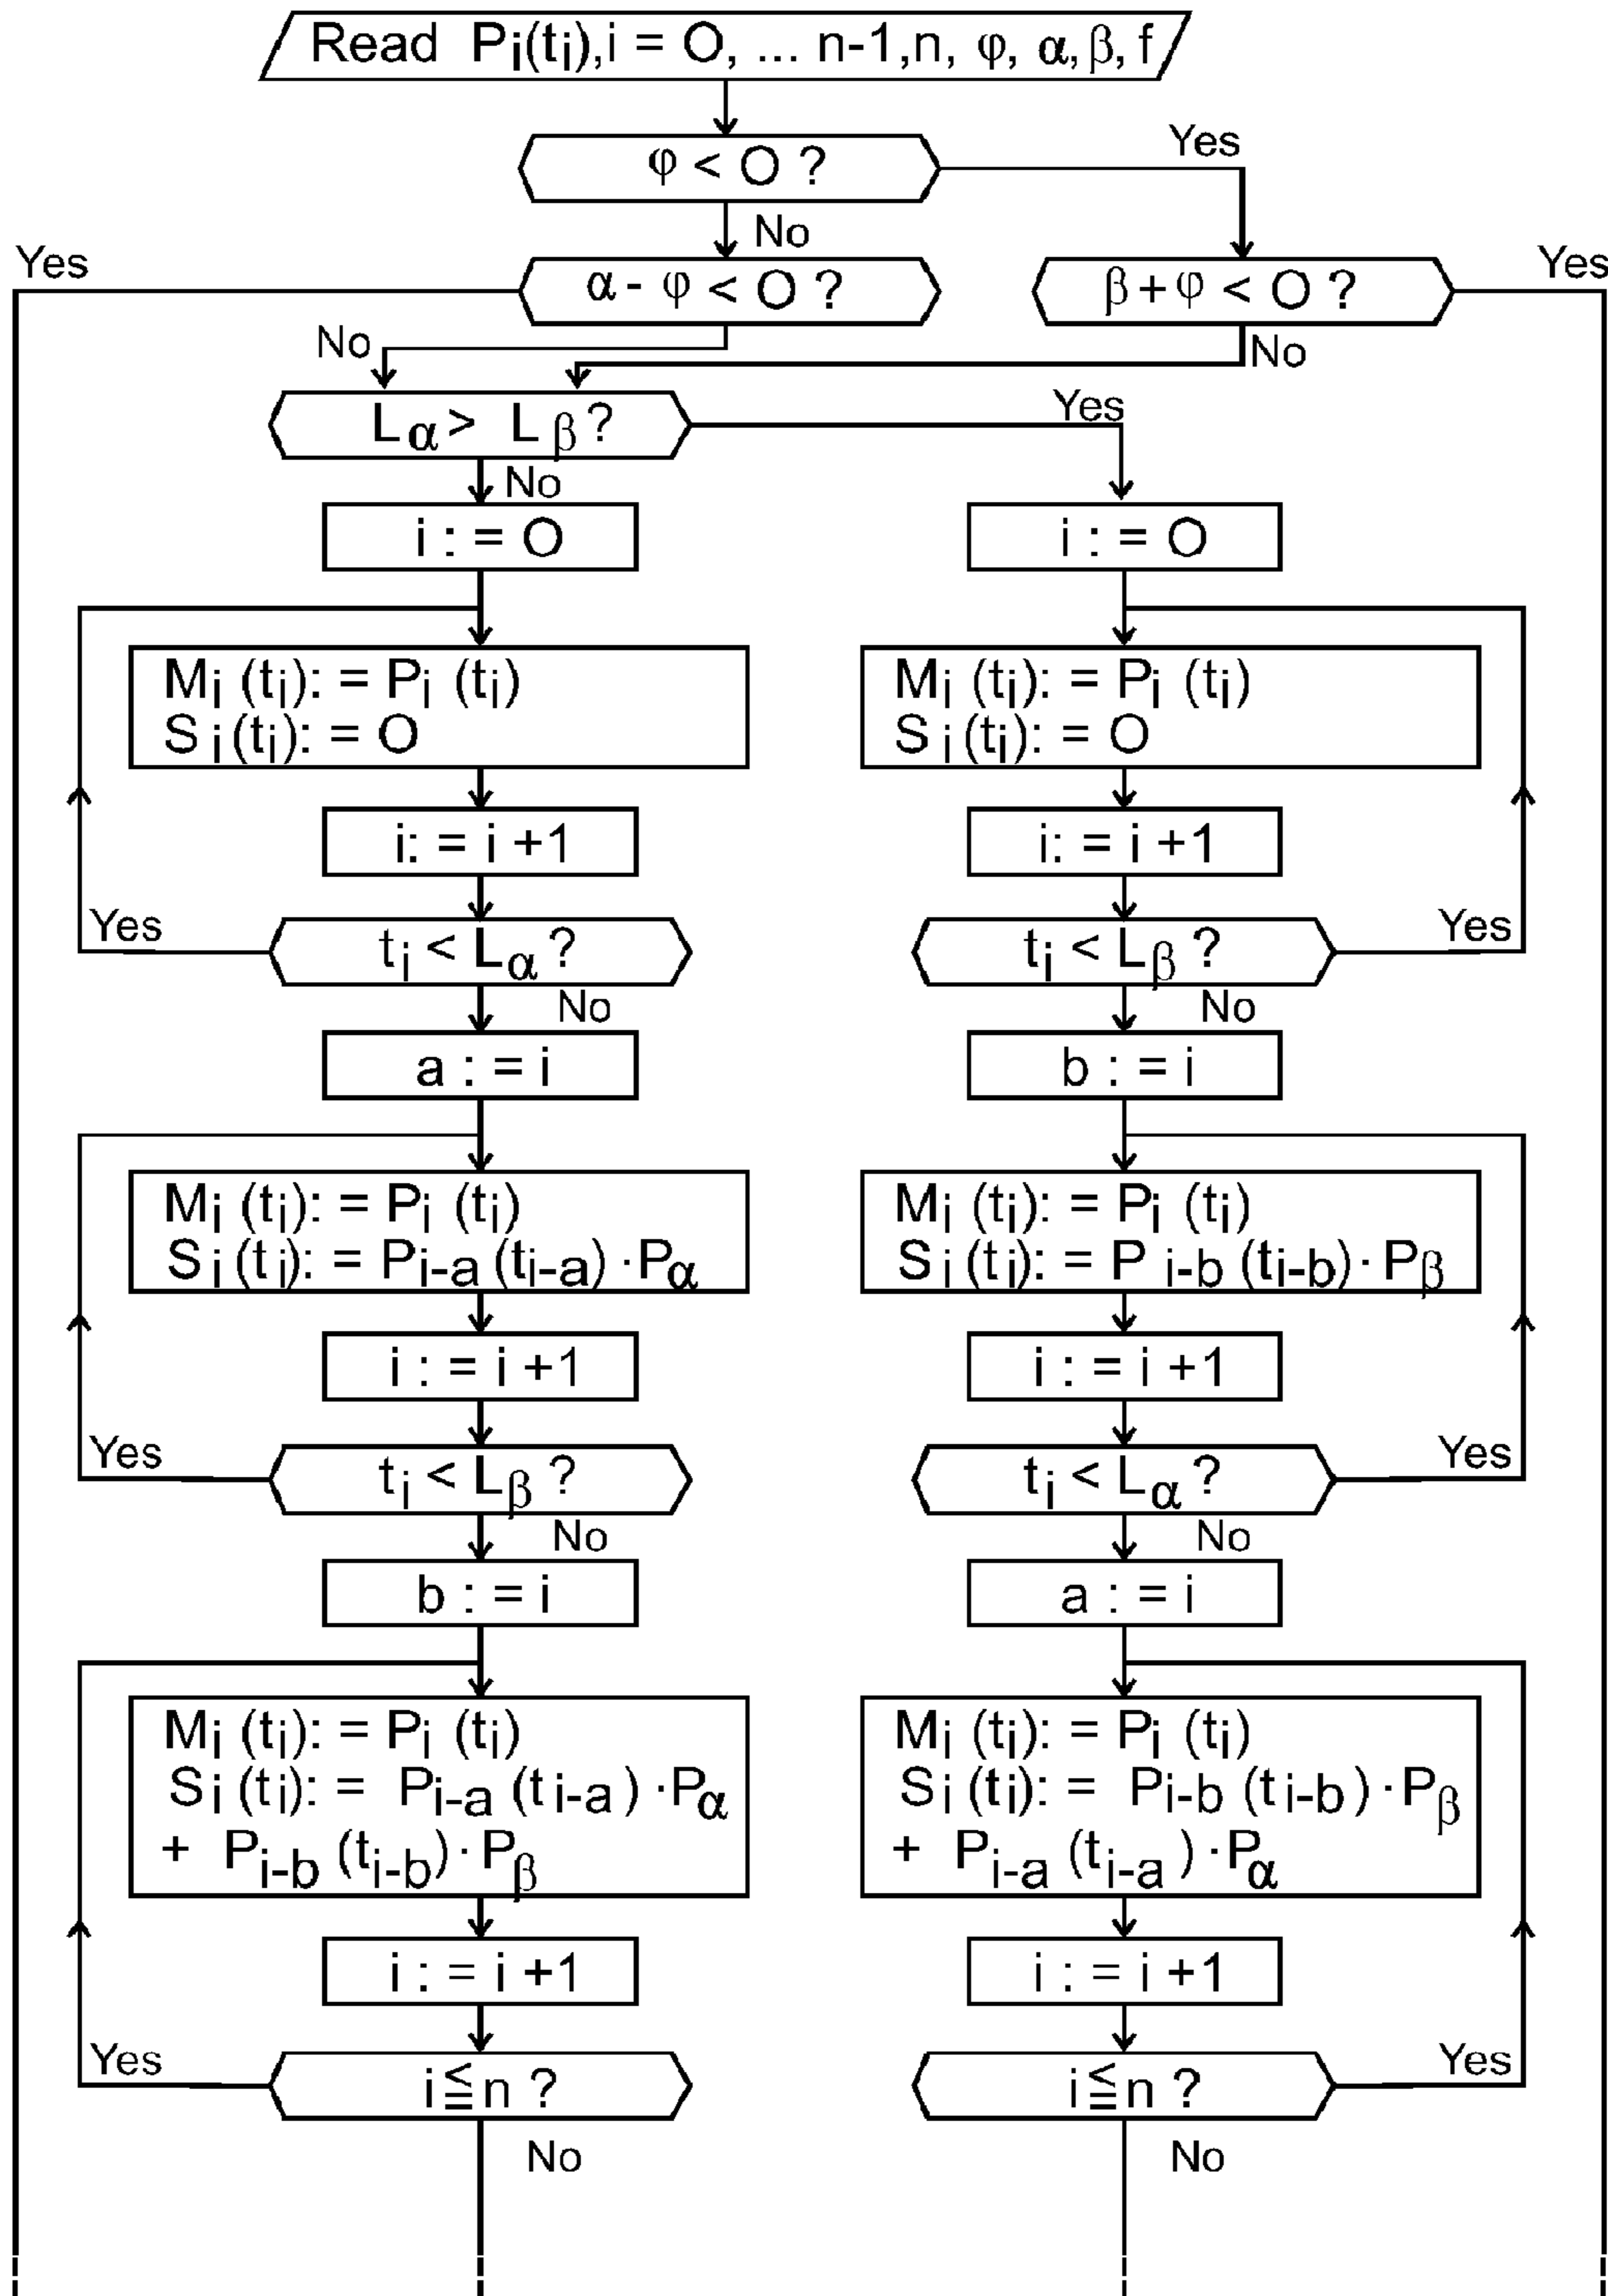 Read Pi(ti),i = O, ... n-1,n, φ, α, β, f
φ < O ?
Yes
No
Yes
α - φ < O ?
β + φ < O ?
Yes
No
No
Lα > Lβ ?
Yes
No
i : = O
i : = O
Mi (ti): = Pi (ti)
Si (ti): = O
Mi (ti): = Pi (ti)
Si (ti): = O
i: = i +1
i: = i +1
Yes
ti < Lα ?
ti < Lβ ?
Yes
No
No
a : = i
b : = i
Mi (ti): = Pi (ti)
Si (ti): = Pi-a (ti-a) · Pα
Mi (ti): = Pi (ti)
Si (ti): = Pi-b (ti-b) · Pβ
i : = i +1
i : = i +1
Yes
ti < Lβ ?
ti < Lα ?
Yes
No
No
b : = i
a : = i
Mi (ti): = Pi (ti)
Si (ti): = Pi-a (ti-a) · Pα
+ Pi-b (ti-b) · Pβ
Mi (ti): = Pi (ti)
Si (ti): = Pi-b (ti-b) · Pβ
+ Pi-a (ti-a) · Pα
i : = i +1
i : = i +1
Yes
i ≦ n ?
i ≦ n ?
Yes
No
No